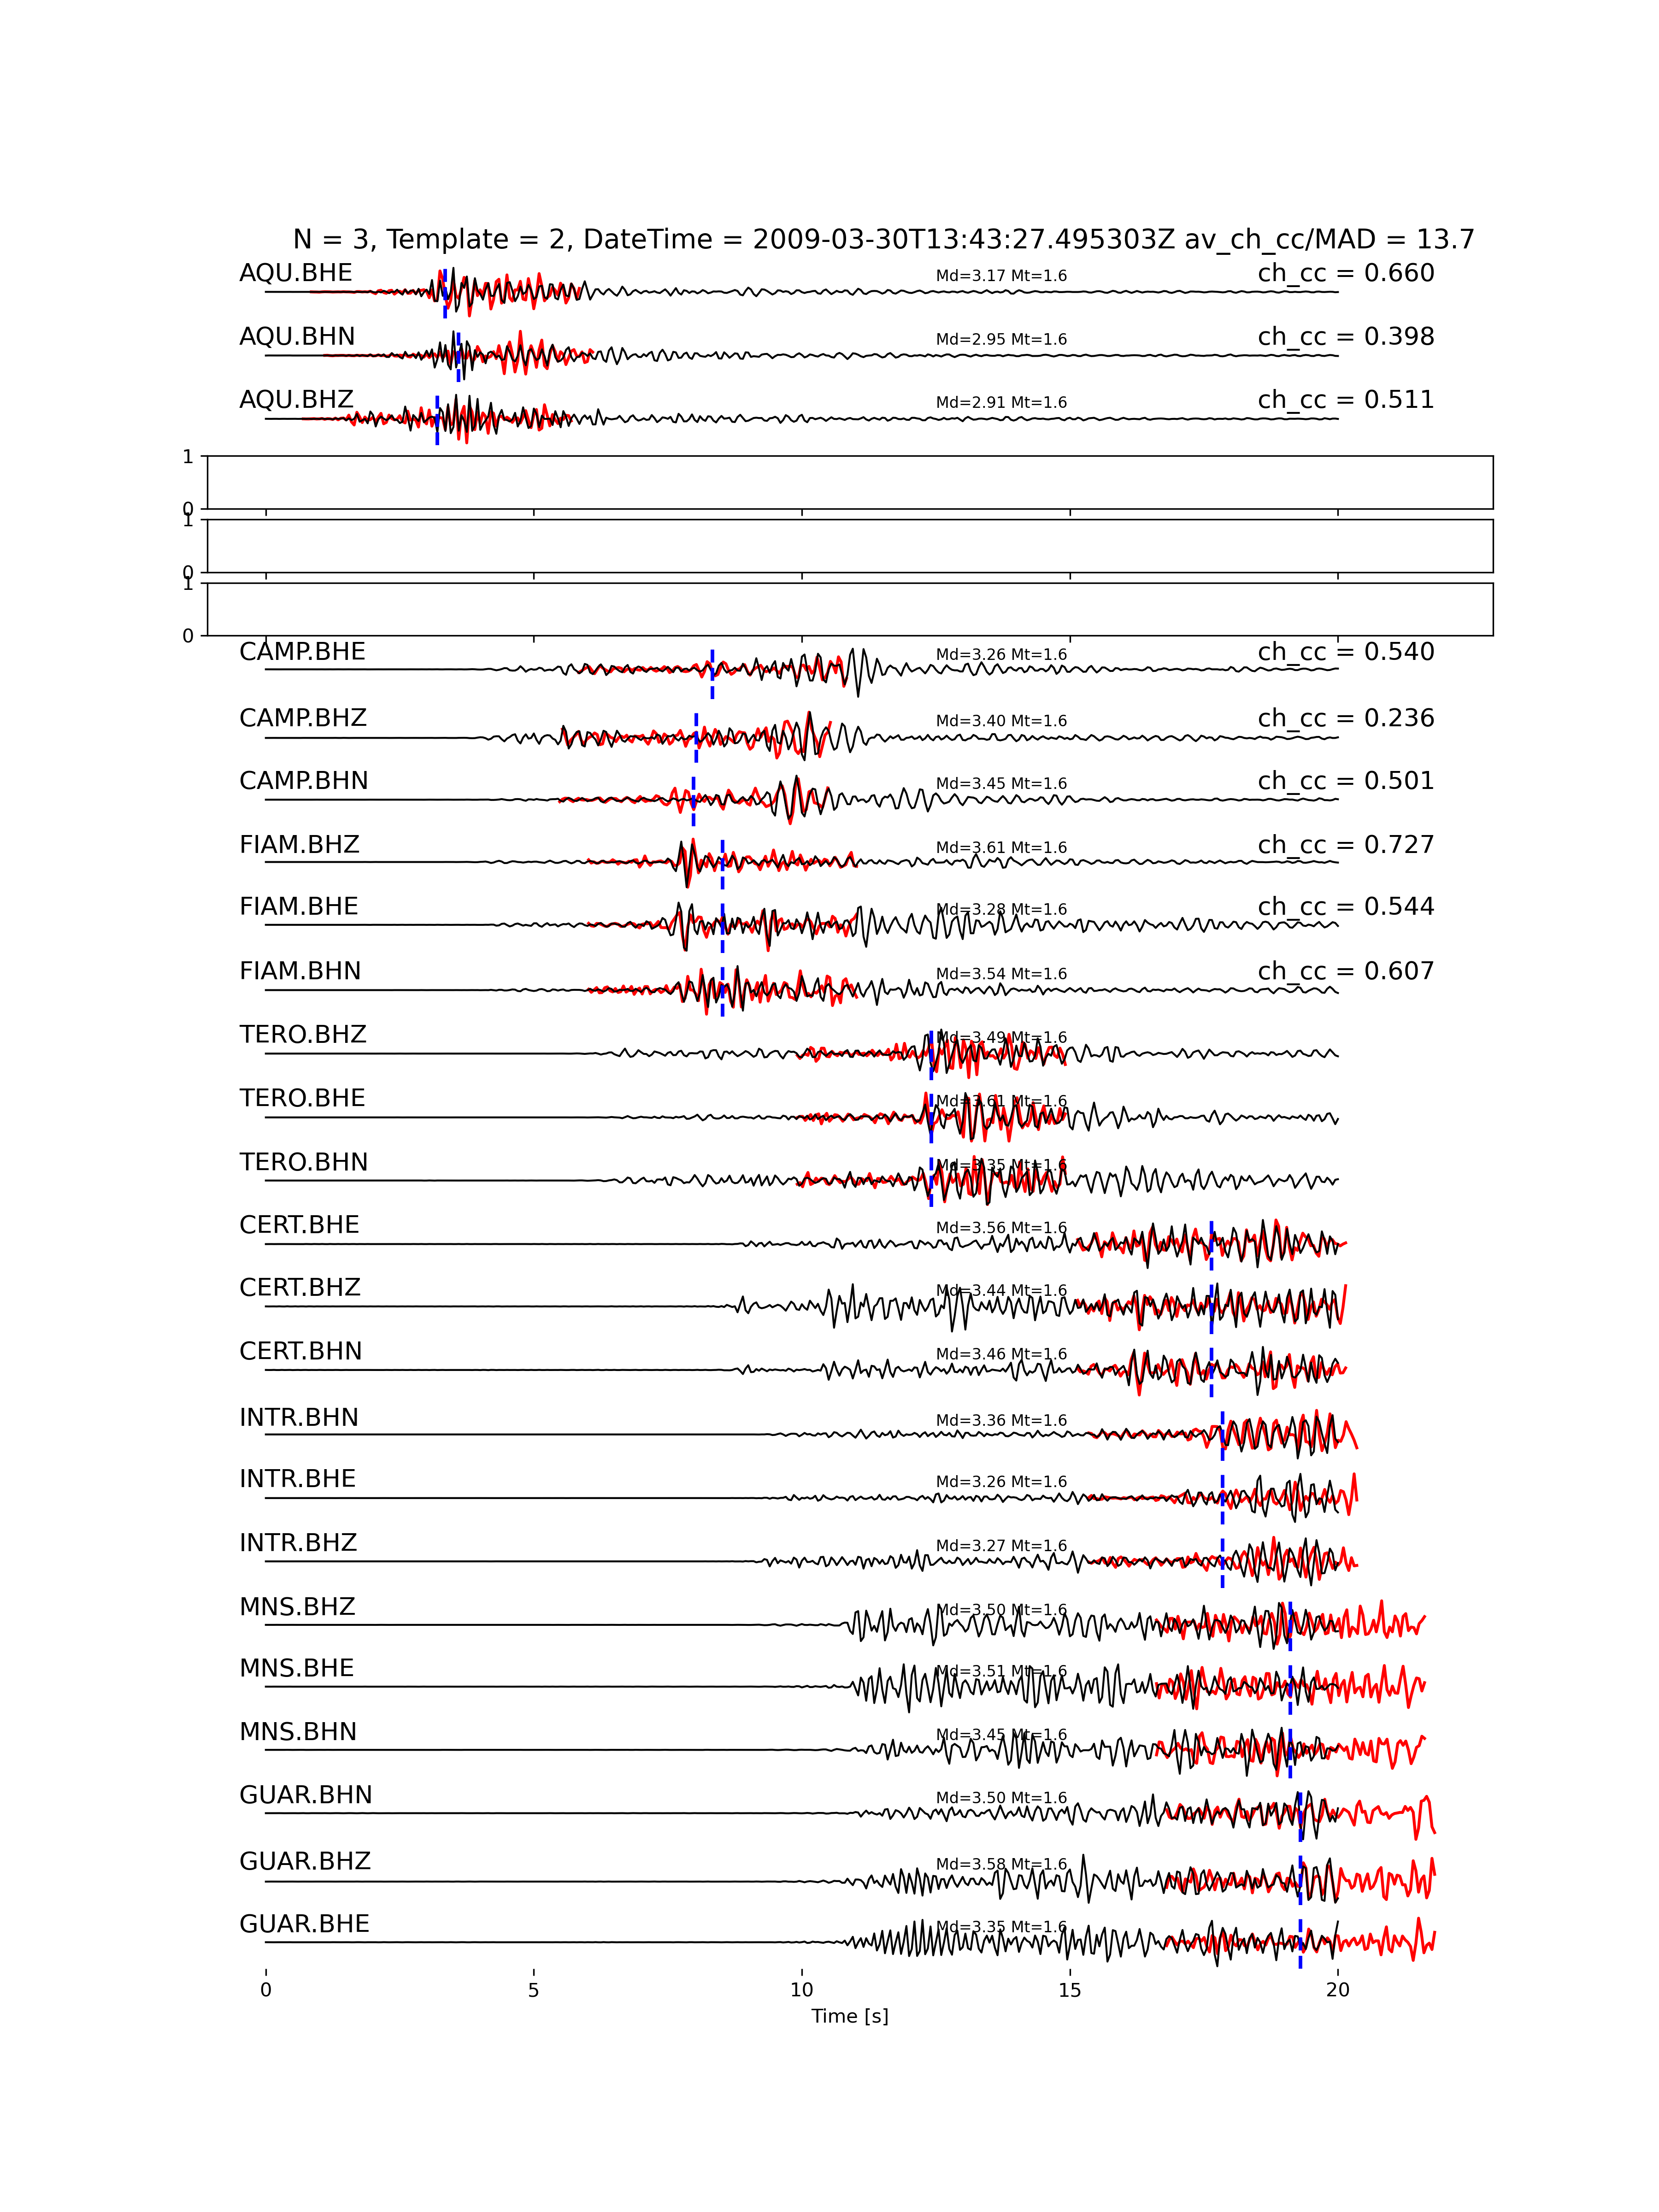 N = 3, Template = 2, DateTime = 2009-03-30T13:43:27.495303Z av_ch_cc/MAD = 13.7
AQU.BHE Md=3.17 Mt=1.6 ch_cc = 0.660
AQU.BHN Md=2.95 Mt=1.6 ch_cc = 0.398
AQU.BHZ Md=2.91 Mt=1.6 ch_cc = 0.511
1
0
1
0
1
0
CAMP.BHE Md=3.26 Mt=1.6 ch_cc = 0.540
CAMP.BHZ Md=3.40 Mt=1.6 ch_cc = 0.236
CAMP.BHN Md=3.45 Mt=1.6 ch_cc = 0.501
FIAM.BHZ Md=3.61 Mt=1.6 ch_cc = 0.727
FIAM.BHE Md=3.28 Mt=1.6 ch_cc = 0.544
FIAM.BHN Md=3.54 Mt=1.6 ch_cc = 0.607
TERO.BHZ Md=3.49 Mt=1.6
TERO.BHE Md=3.61 Mt=1.6
TERO.BHN Md=3.35 Mt=1.6
CERT.BHE Md=3.56 Mt=1.6
CERT.BHZ Md=3.44 Mt=1.6
CERT.BHN Md=3.46 Mt=1.6
INTR.BHN Md=3.36 Mt=1.6
INTR.BHE Md=3.26 Mt=1.6
INTR.BHZ Md=3.27 Mt=1.6
MNS.BHZ Md=3.50 Mt=1.6
MNS.BHE Md=3.51 Mt=1.6
MNS.BHN Md=3.45 Mt=1.6
GUAR.BHN Md=3.50 Mt=1.6
GUAR.BHZ Md=3.58 Mt=1.6
GUAR.BHE Md=3.35 Mt=1.6
0 5 10 15 20
Time [s]